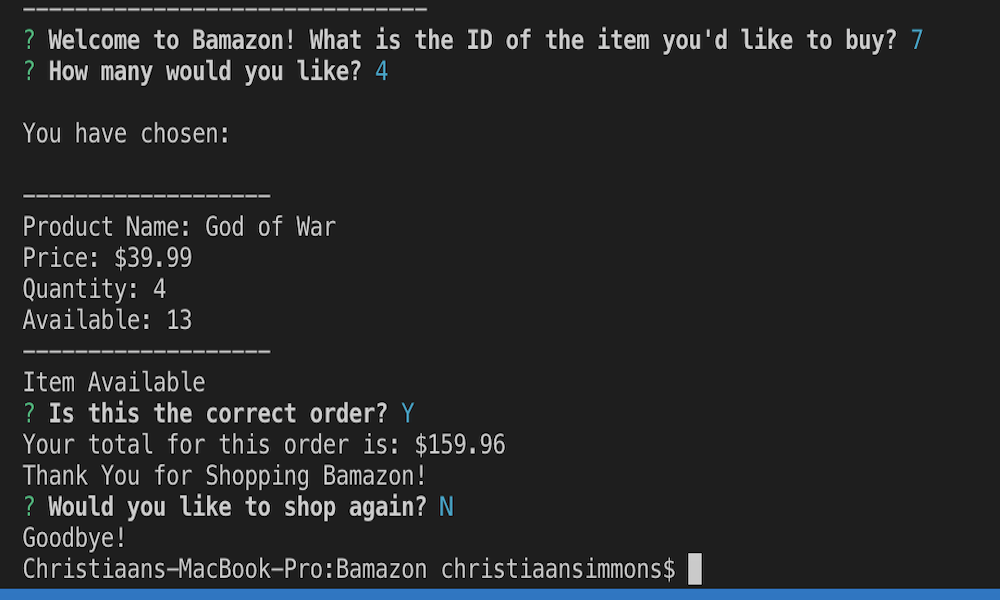 -------------------------------
? Welcome to Bamazon! What is the ID of the item you'd like to buy? 7
? How many would you like? 4
You have chosen:
-------------------
Product Name: God of War
Price: $39.99
Quantity: 4
Available: 13
-------------------
Item Available
? Is this the correct order? Y
Your total for this order is: $159.96
Thank You for Shopping Bamazon!
? Would you like to shop again? N
Goodbye!
Christiaans-MacBook-Pro:Bamazon christiaansimmons$